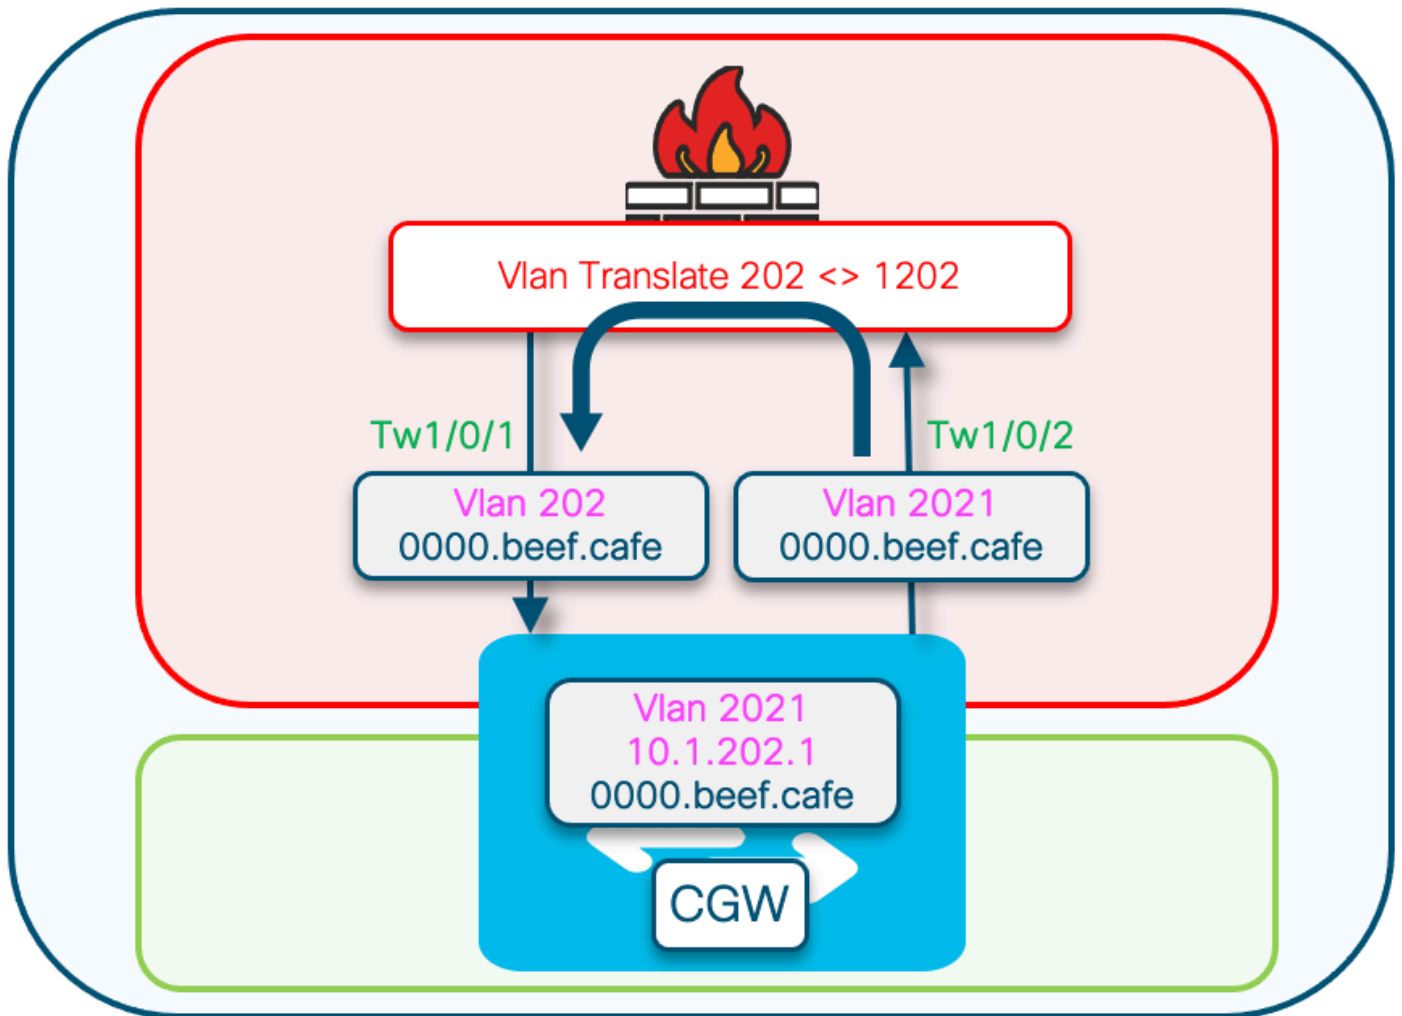 Vlan Translate 202 <> 1202
Tw1/0/1
Tw1/0/2
Vlan 202
0000.beef.cafe
Vlan 2021
0000.beef.cafe
Vlan 2021
10.1.202.1
0000.beef.cafe
CGW